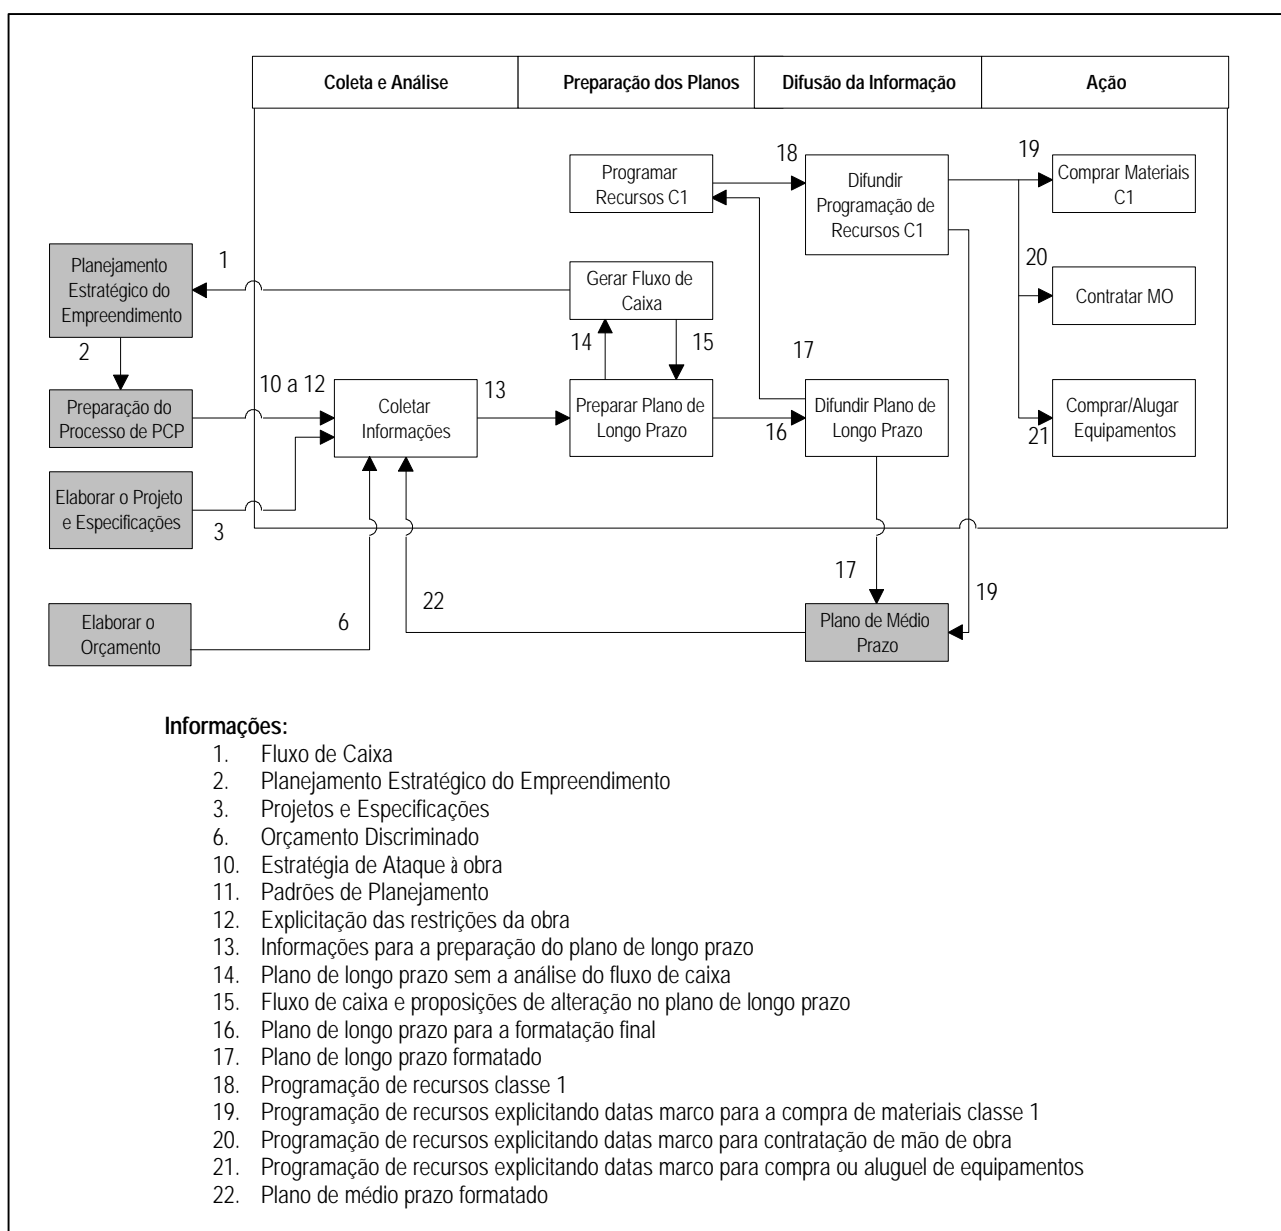 Coleta e Análise
Preparação dos Planos
Difusão da Informação
Ação
Programar
Recursos C1
18
Difundir
Programação de
Recursos C1
19
Comprar Materiais
C1
20
Contratar MO
21
Comprar/Alugar
Equipamentos
Planejamento
Estratégico do
Empreendimento
1
Gerar Fluxo de
Caixa
2
14
15
17
Preparação do
Processo de PCP
10 a 12
Coletar
Informações
13
Preparar Plano de
Longo Prazo
16
Difundir Plano de
Longo Prazo
Elaborar o Projeto
e Especificações
3
Elaborar o
Orçamento
6
22
17
19
Plano de Médio
Prazo
Informações:
1. Fluxo de Caixa
2. Planejamento Estratégico do Empreendimento
3. Projetos e Especificações
6. Orçamento Discriminado
10. Estratégia de Ataque à obra
11. Padrões de Planejamento
12. Explicitação das restrições da obra
13. Informações para a preparação do plano de longo prazo
14. Plano de longo prazo sem a análise do fluxo de caixa
15. Fluxo de caixa e proposições de alteração no plano de longo prazo
16. Plano de longo prazo para a formatação final
17. Plano de longo prazo formatado
18. Programação de recursos classe 1
19. Programação de recursos explicitando datas marco para a compra de materiais classe 1
20. Programação de recursos explicitando datas marco para contratação de mão de obra
21. Programação de recursos explicitando datas marco para compra ou aluguel de equipamentos
22. Plano de médio prazo formatado